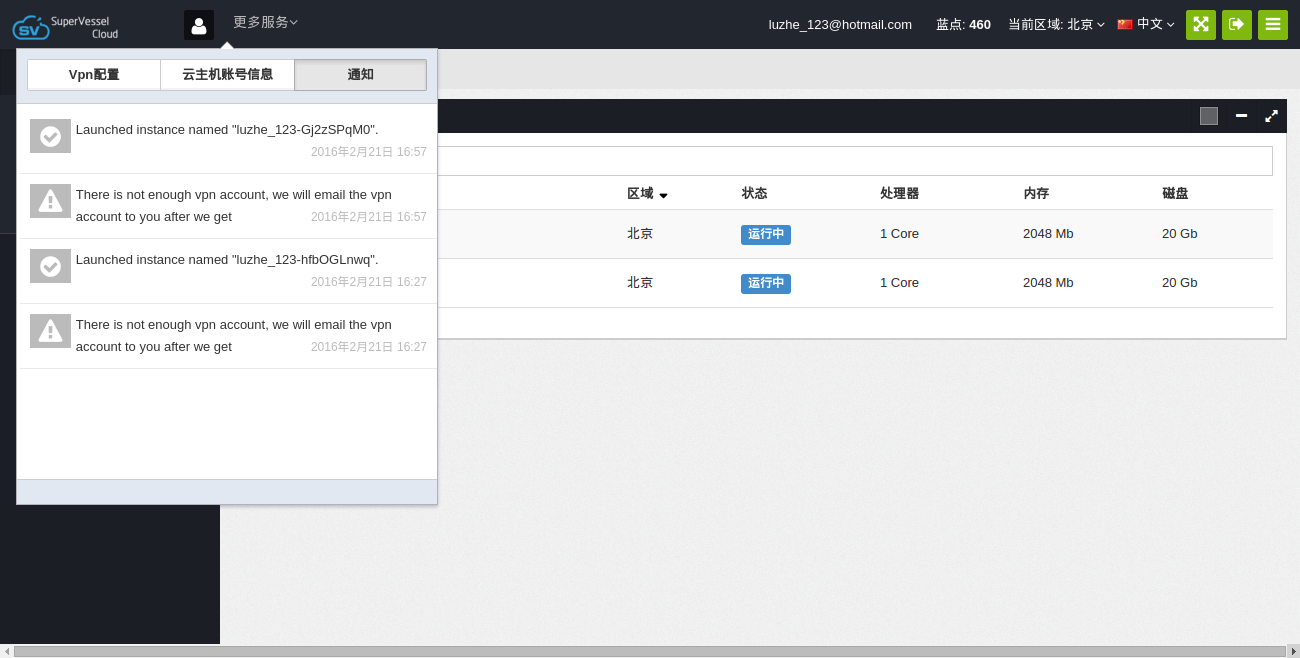 SuperVessel
Cloud
SV
更多服务
luzhe_123@hotmail.com
蓝点: 460
当前区域: 北京
中文
Vpn配置
云主机账号信息
通知
Launched instance named "luzhe_123-Gj2zSPqM0".
2016年2月21日 16:57
There is not enough vpn account, we will email the vpn
account to you after we get
2016年2月21日 16:57
Launched instance named "luzhe_123-hfbOGLnwq".
2016年2月21日 16:27
There is not enough vpn account, we will email the vpn
account to you after we get
2016年2月21日 16:27
区域 状态 处理器 内存 磁盘
北京 运行中 1 Core 2048 Mb 20 Gb
北京 运行中 1 Core 2048 Mb 20 Gb